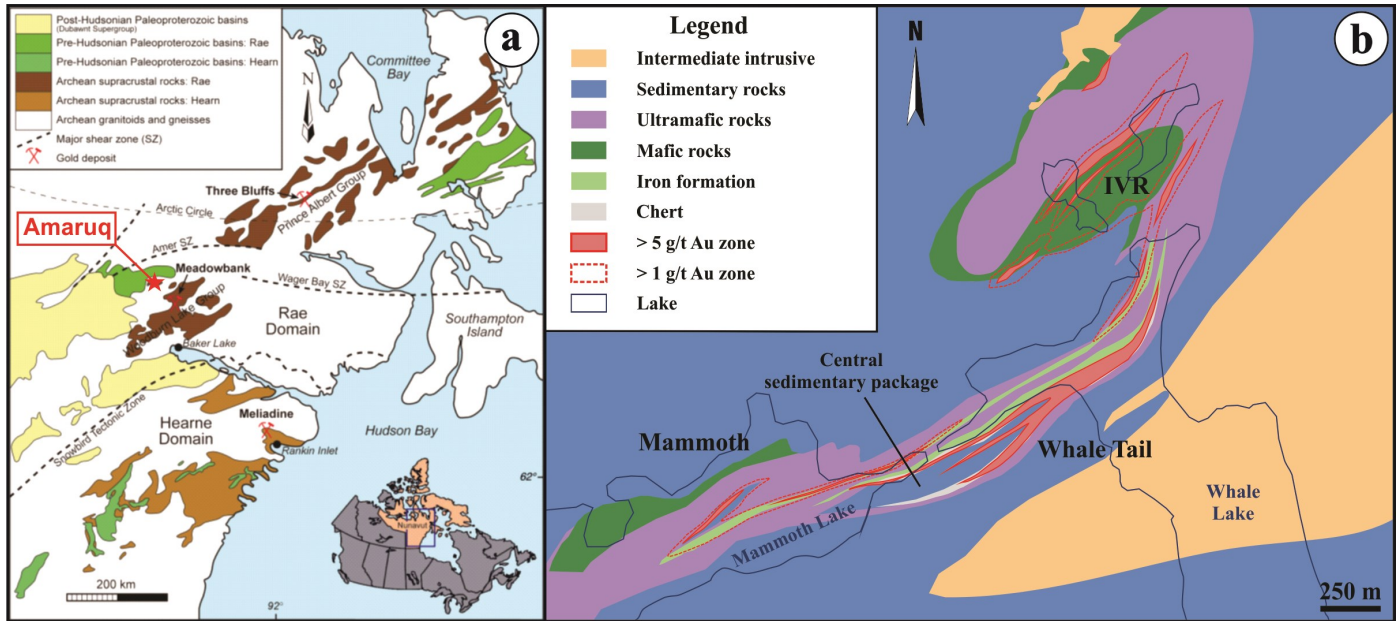 Post-Hudsonian Paleoproterozoic basins
(Dubawnt Supergroup)
Pre-Hudsonian Paleoproterozoic basins: Rae
Pre-Hudsonian Paleoproterozoic basins: Hearn
Archean supracrustal rocks: Rae
Archean supracrustal rocks: Hearn
Archean granitoids and gneisses
Major shear zone (SZ)
Gold deposit
N
a
Committee
Bay
Three Bluffs
Prince Albert Group
Arctic Circle
Amaruq
Amer SZ
Meadowbank
Wager Bay SZ
Woodburn Lake Group
Rae
Domain
Southampton
Island
Baker Lake
Snowbird Tectonic Zone
Hearne
Domain
Meliadine
Rankin Inlet
Hudson Bay
62°
Nunavut
200 km
92°
Legend
Intermediate intrusive
Sedimentary rocks
Ultramafic rocks
Mafic rocks
Iron formation
Chert
> 5 g/t Au zone
> 1 g/t Au zone
Lake
N
b
IVR
Central
sedimentary package
Mammoth
Whale Tail
Mammoth Lake
Whale
Lake
250 m